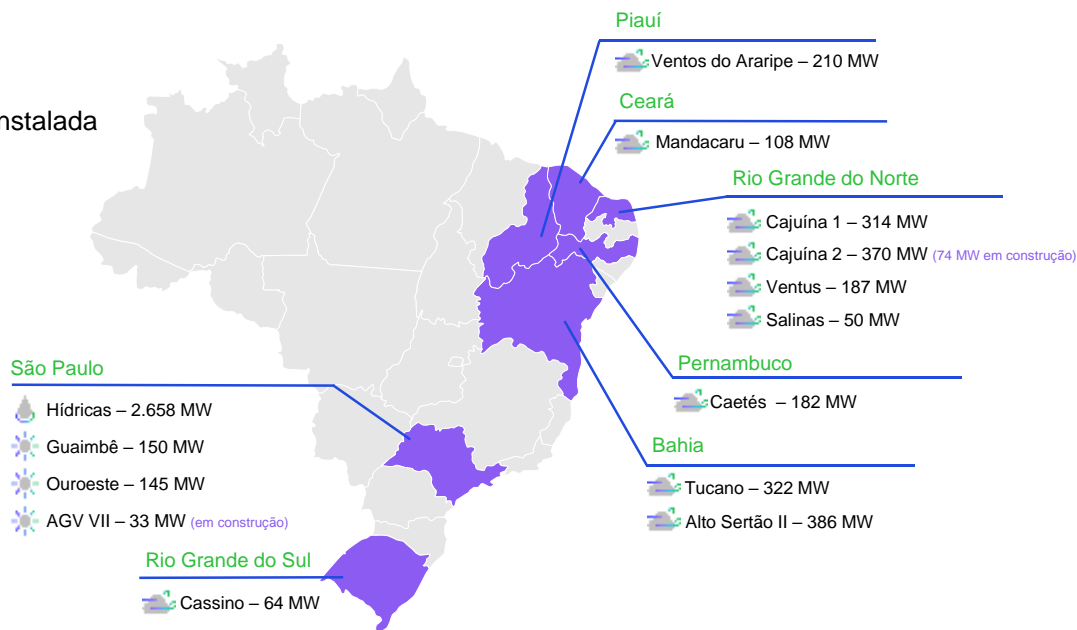 nstalada
Piauí
Ventos do Araripe – 210 MW
Ceará
Mandacaru – 108 MW
Rio Grande do Norte
Cajuína 1 – 314 MW
Cajuína 2 – 370 MW (74 MW em construção)
Ventus – 187 MW
Salinas – 50 MW
Pernambuco
Caetés – 182 MW
Bahia
Tucano – 322 MW
Alto Sertão II – 386 MW
São Paulo
Hídricas – 2.658 MW
Guaimbê – 150 MW
Ouroeste – 145 MW
AGV VII – 33 MW (em construção)
Rio Grande do Sul
Cassino – 64 MW